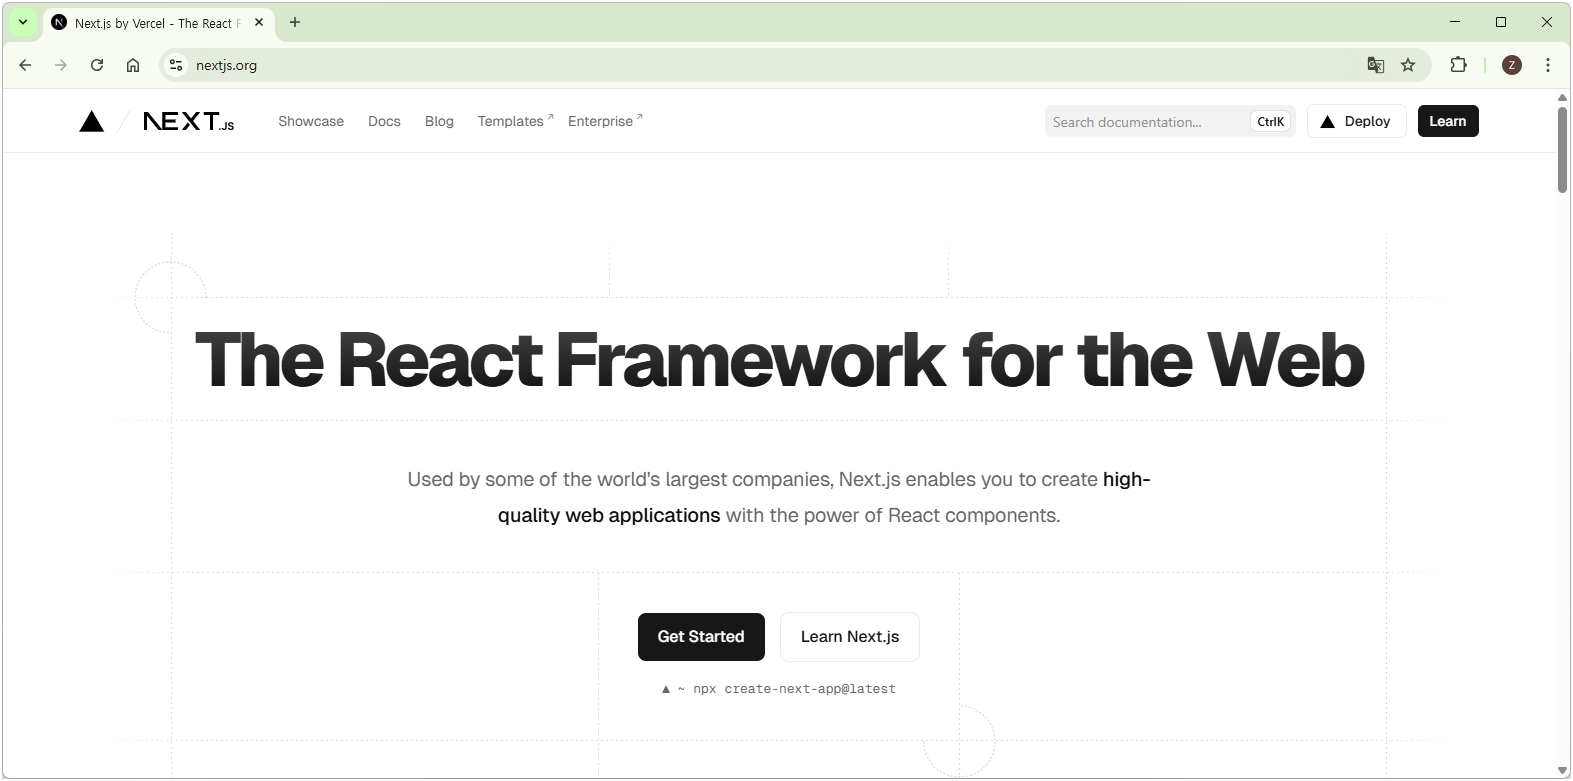 Next.js by Vercel - The React F
nextjs.org
NEXT.JS
Showcase Docs Blog Templates↗ Enterprise↗
Search documentation... CtrlK
▲ Deploy
Learn
The React Framework for the Web
Used by some of the world's largest companies, Next.js enables you to create high-
quality web applications with the power of React components.
Get Started
Learn Next.js
▲ ~ npx create-next-app@latest
N
Z